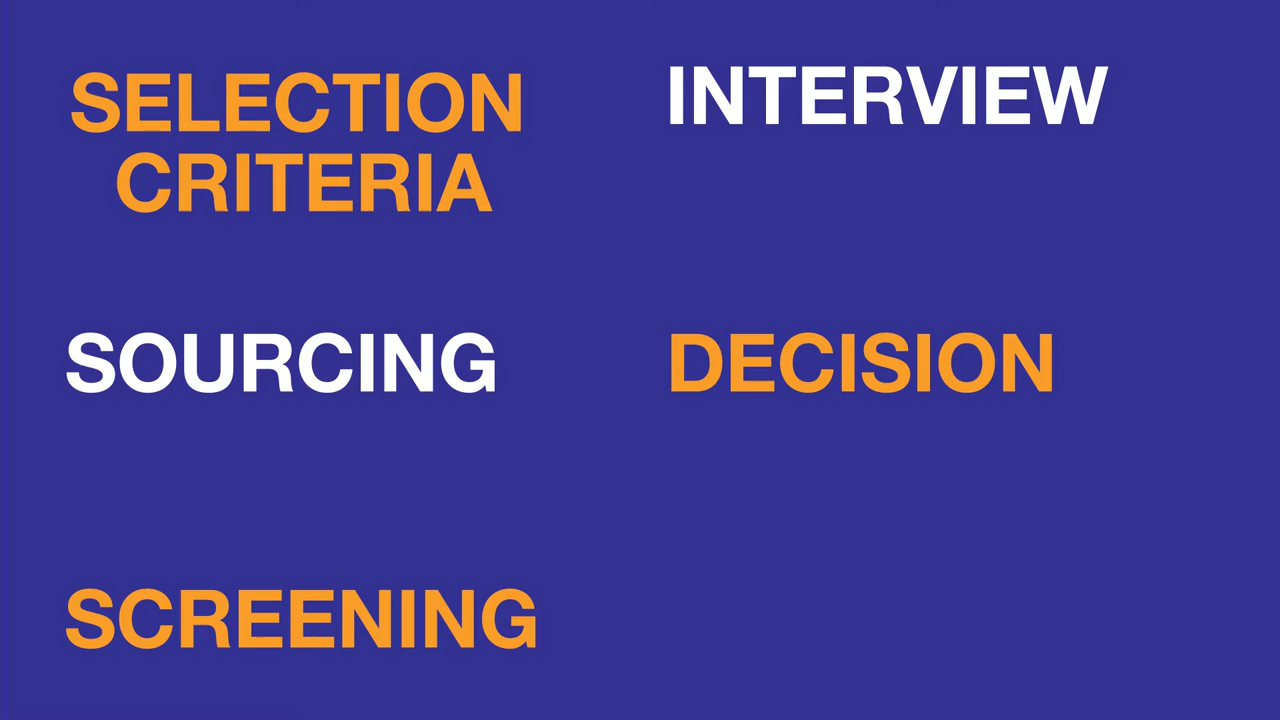 SELECTION
CRITERIA
SOURCING
SCREENING
INTERVIEW
DECISION